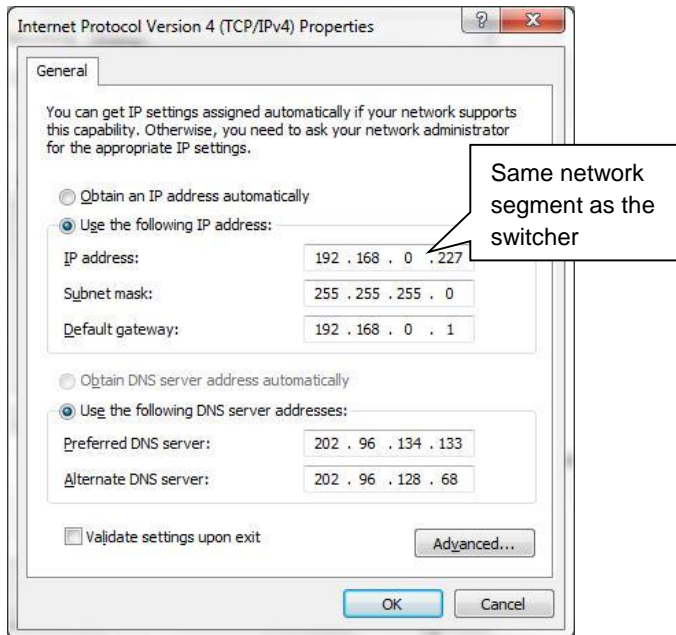 Internet Protocol Version 4 (TCP/IPv4) Properties
?
X
General
You can get IP settings assigned automatically if your network supports
this capability. Otherwise, you need to ask your network administrator
for the appropriate IP settings.
Obtain an IP address automatically
Use the following IP address:
IP address: 192 . 168 . 0 . 227
Subnet mask: 255 . 255 . 255 . 0
Default gateway: 192 . 168 . 0 . 1
Same network
segment as the
switcher
Obtain DNS server address automatically
Use the following DNS server addresses:
Preferred DNS server: 202 . 96 . 134 . 133
Alternate DNS server: 202 . 96 . 128 . 68
Validate settings upon exit
Advanced...
OK
Cancel